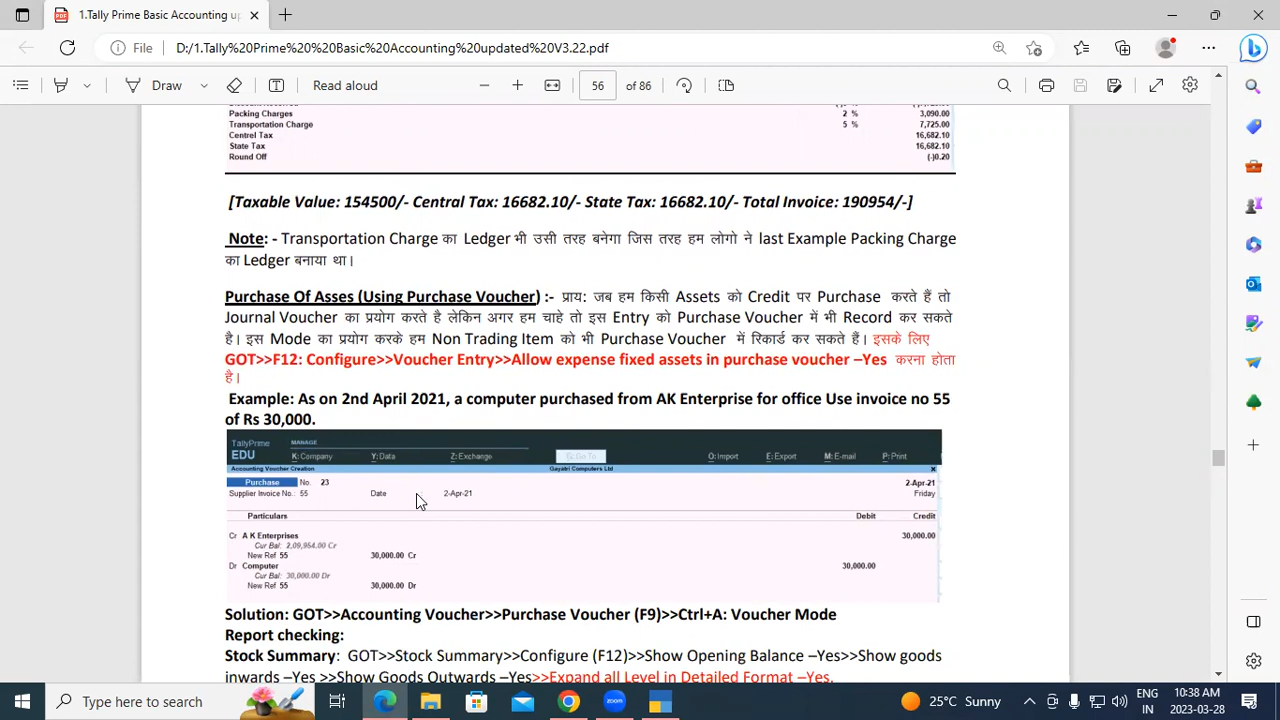 1.Tally Prime Basic Accounting up
File
D:/1.Tally%20Prime%20%20Basic%20Accounting%20updated%20V3.22.pdf
Draw
Read aloud
56
of 86
Packing Charges 2 % 3,090.00
Transportation Charge 5 % 7,725.00
Centrel Tax 16,682.10
State Tax 16,682.10
Round Off (-)0.20
[Taxable Value: 154500/- Central Tax: 16682.10/- State Tax: 16682.10/- Total Invoice: 190954/-]
Note: - Transportation Charge का Ledger भी उसी तरह बनेगा जिस तरह हम लोगो ने last Example Packing Charge
का Ledger बनाया था।
Purchase Of Asses (Using Purchase Voucher) :- प्राय: जब हम किसी Assets को Credit पर Purchase करते हैं तो
Journal Voucher का प्रयोग करते है लेकिन अगर हम चाहे तो इस Entry को Purchase Voucher में भी Record कर सकते
है। इस Mode का प्रयोग करके हम Non Trading Item को भी Purchase Voucher में रिकार्ड कर सकते हैं। इसके लिए
GOT>>F12: Configure>>Voucher Entry>>Allow expense fixed assets in purchase voucher –Yes करना होता
है।
Example: As on 2nd April 2021, a computer purchased from AK Enterprise for office Use invoice no 55
of Rs 30,000.
TallyPrime MANAGE
EDU K: Company Y: Data Z: Exchange G: Go To O: Import E: Export M: E-mail P: Print
Accounting Voucher Creation Gayatri Computers Ltd
Purchase No. 23 2-Apr-21
Supplier Invoice No.: 55 Date 2-Apr-21 Friday
Particulars Debit Credit
Cr A K Enterprises 30,000.00
Cur Bal: 2,09,954.00 Cr
New Ref 55 30,000.00 Cr
Dr Computer 30,000.00
Cur Bal: 30,000.00 Dr
New Ref 55 30,000.00 Dr
Solution: GOT>>Accounting Voucher>>Purchase Voucher (F9)>>Ctrl+A: Voucher Mode
Report checking:
Stock Summary: GOT>>Stock Summary>>Configure (F12)>>Show Opening Balance –Yes>>Show goods
inwards –Yes >>Show Goods Outwards –Yes>>Expand all Level in Detailed Format –Yes.
Type here to search
zoom
25°C Sunny
ENG
IN
10:38 AM
2023-03-28